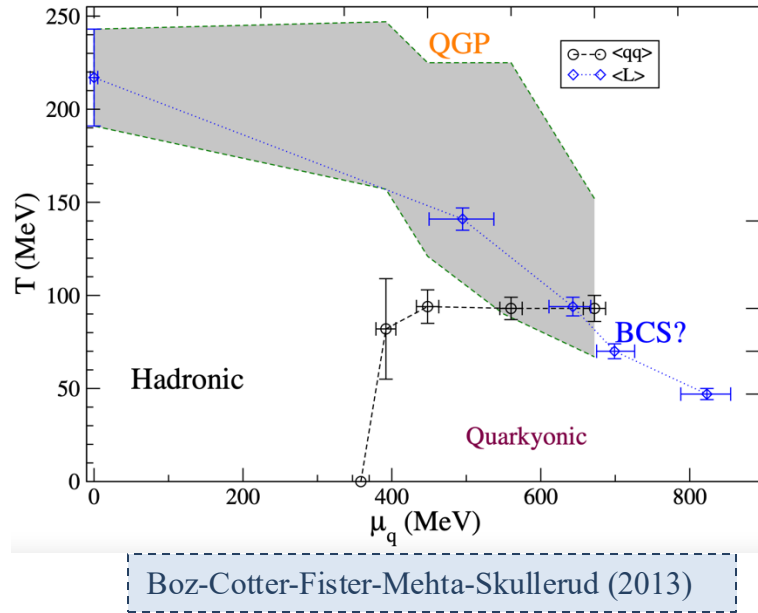 250
200
150
100
50
0
T (MeV)
QGP
<qq>
<L>
BCS?
Hadronic
Quarkyonic
0
200
400
600
800
μq (MeV)
Boz-Cotter-Fister-Mehta-Skullerud (2013)